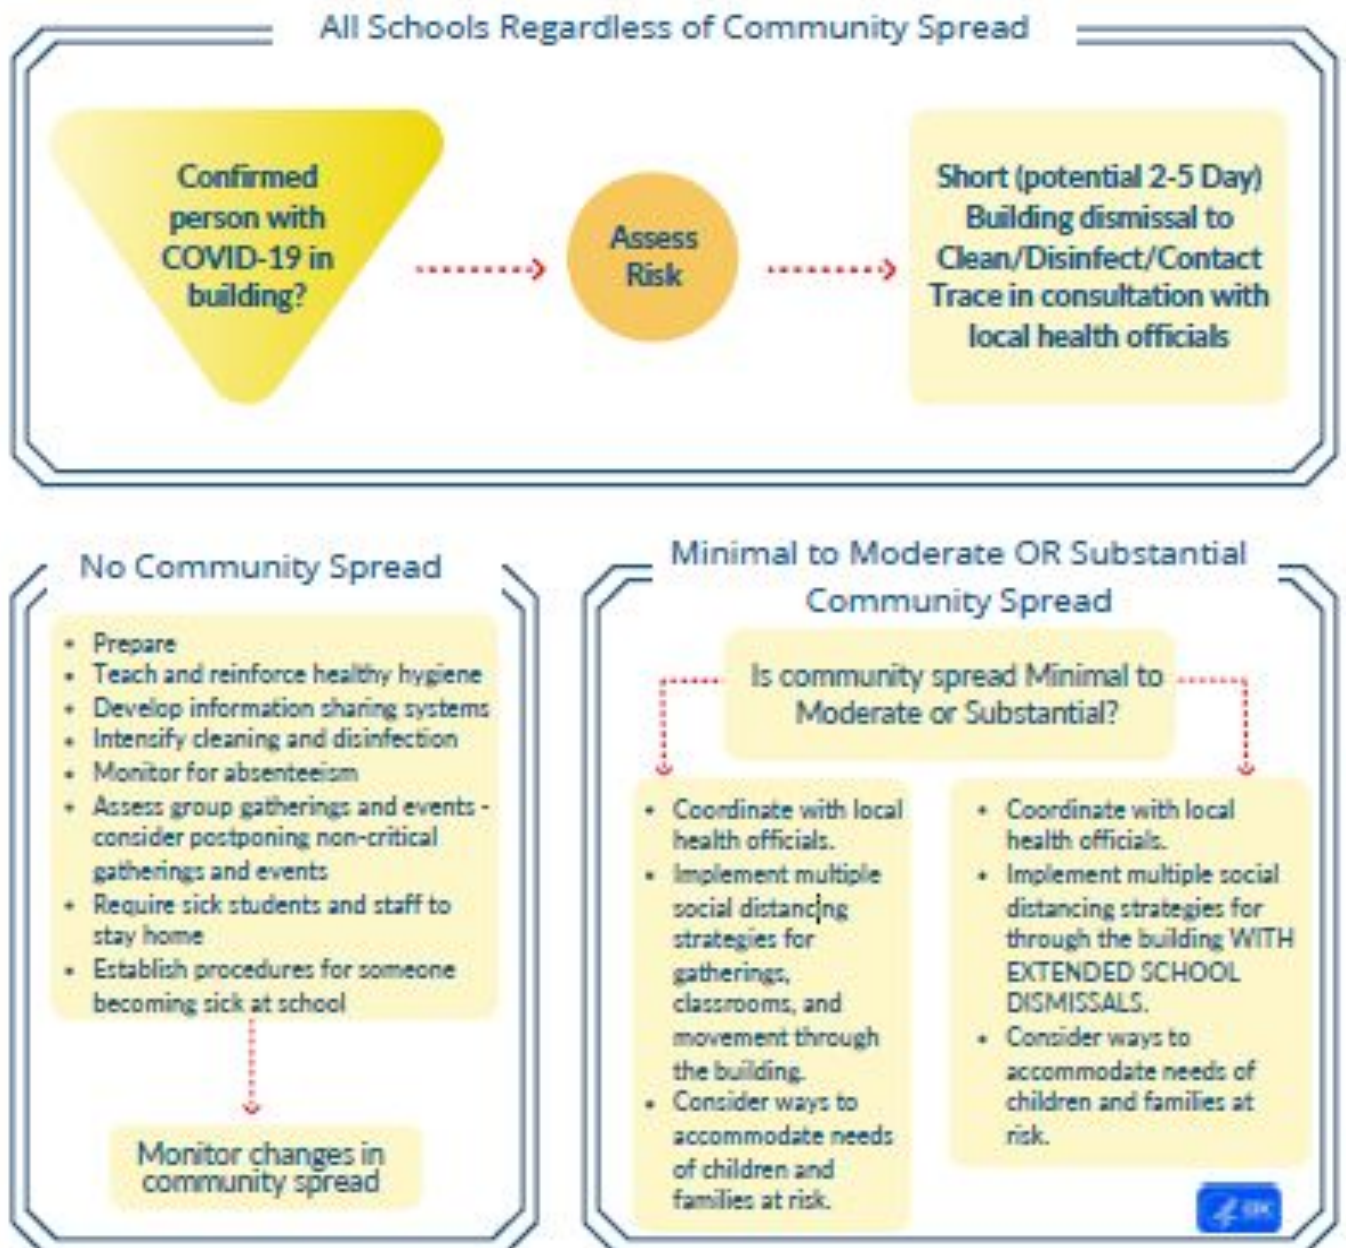 All Schools Regardless of Community Spread
Confirmed
person with
COVID-19 in
building?
Assess
Risk
Short (potential 2-5 Day)
Building dismissal to
Clean/Disinfect/Contact
Trace in consultation with
local health officials
No Community Spread
• Prepare
• Teach and reinforce healthy hygiene
• Develop information sharing systems
• Intensify cleaning and disinfection
• Monitor for absenteeism
• Assess group gatherings and events -
consider postponing non-critical
gatherings and events
• Require sick students and staff to
stay home
• Establish procedures for someone
becoming sick at school
Monitor changes in
community spread
Minimal to Moderate OR Substantial
Community Spread
Is community spread Minimal to
Moderate or Substantial?
• Coordinate with local
health officials.
• Implement multiple
social distancing
strategies for
gatherings,
classrooms, and
movement through
the building.
• Consider ways to
accommodate needs
of children and
families at risk.
• Coordinate with local
health officials.
• Implement multiple social
distancing strategies for
through the building WITH
EXTENDED SCHOOL
DISMISSALS.
• Consider ways to
accommodate needs of
children and families at
risk.
CDC